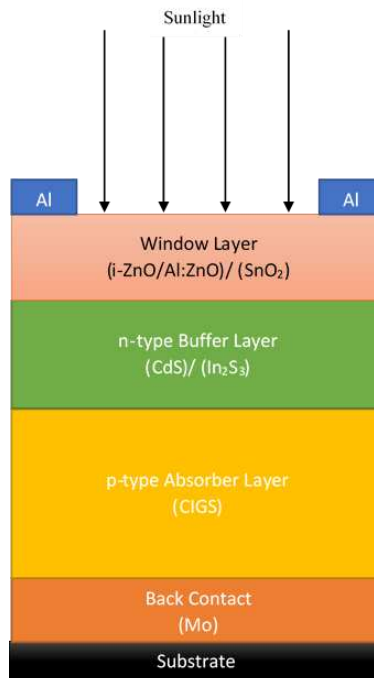 Sunlight
Al
Al
Window Layer
(i-ZnO/Al:ZnO)/ (SnO₂)
n-type Buffer Layer
(CdS)/ (In₂S₃)
p-type Absorber Layer
(CIGS)
Back Contact
(Mo)
Substrate